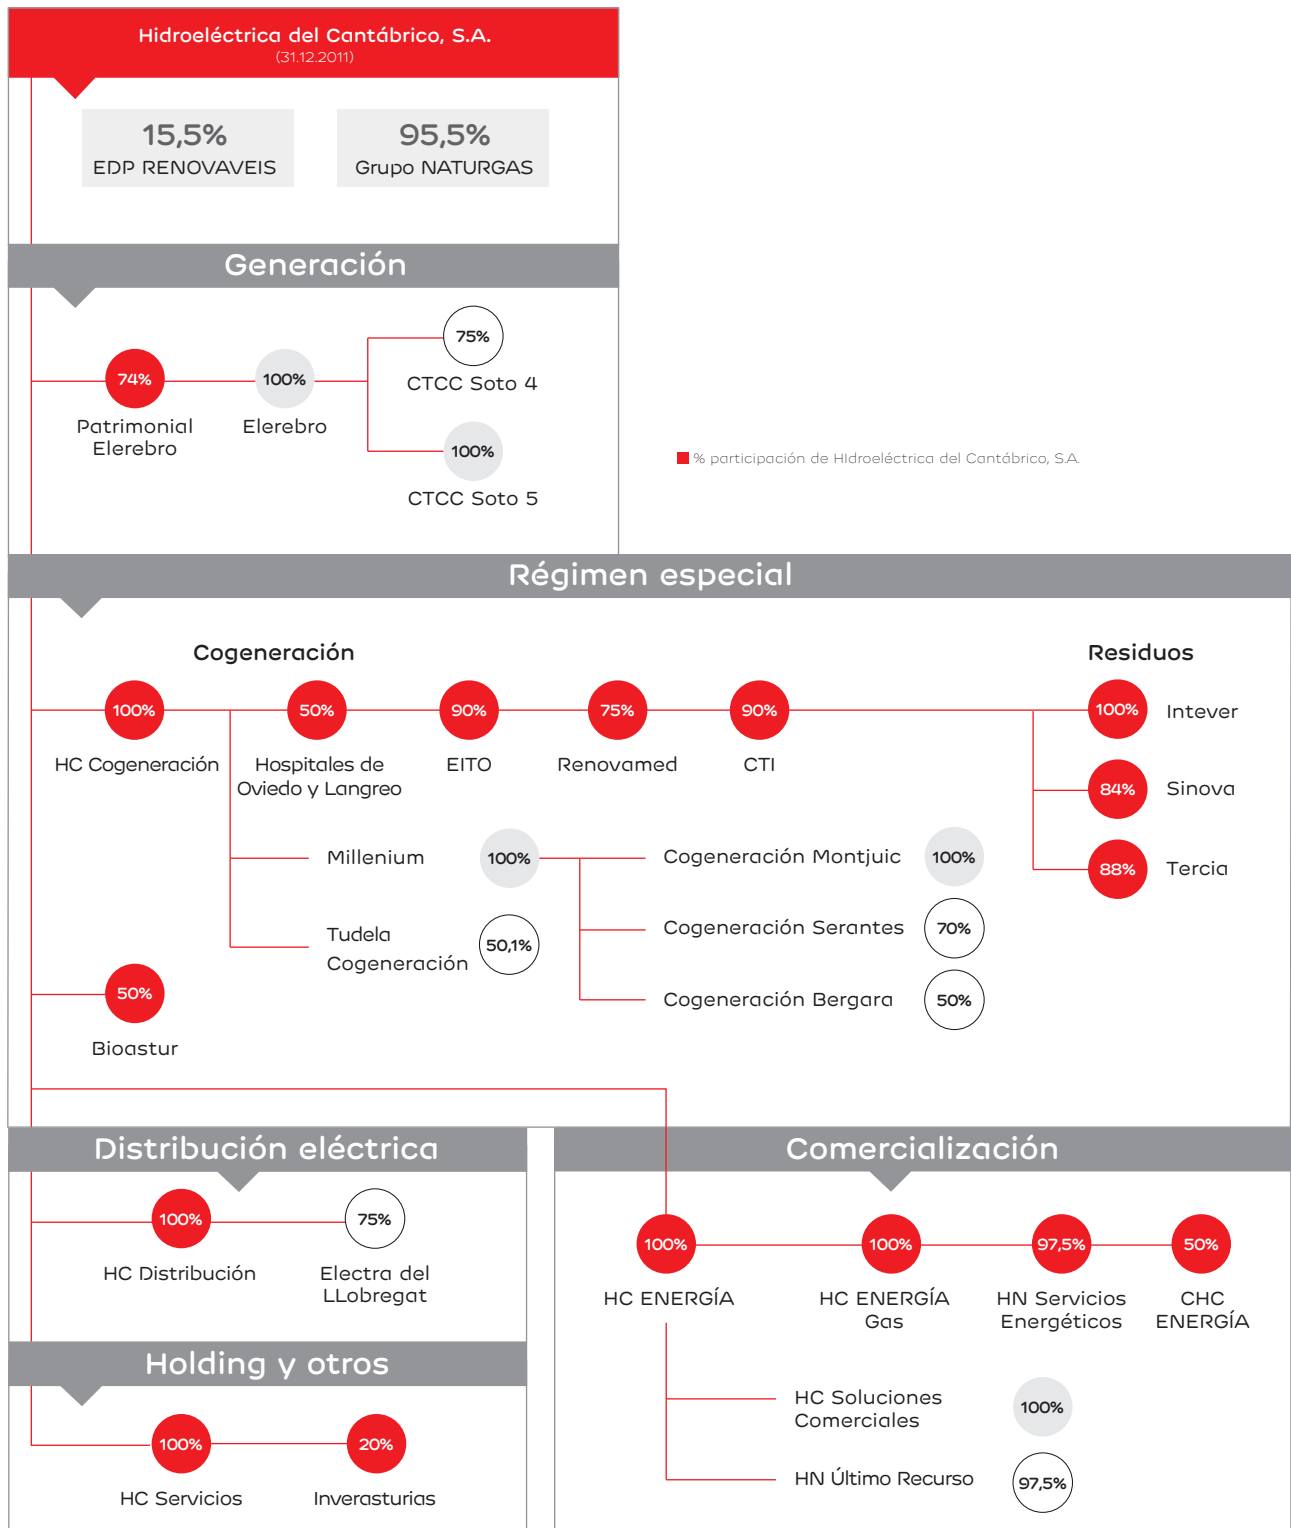 Hidroeléctrica del Cantábrico, S.A.
(31.12.2011)
15,5%
EDP RENOVAVEIS
95,5%
Grupo NATURGAS
Generación
74%
Patrimonial
Elerebro
100%
Elerebro
75%
CTCC Soto 4
100%
CTCC Soto 5
% participación de HIdroeléctrica del Cantábrico, S.A.
Régimen especial
Cogeneración
100%
HC Cogeneración
50%
Hospitales de
Oviedo y Langreo
90%
EITO
75%
Renovamed
90%
CTI
Residuos
100%
Intever
84%
Sinova
88%
Tercia
Millenium
100%
Tudela
Cogeneración
50,1%
Cogeneración Montjuic
100%
Cogeneración Serantes
70%
Cogeneración Bergara
50%
50%
Bioastur
Distribución eléctrica
100%
HC Distribución
75%
Electra del
LLobregat
Holding y otros
100%
HC Servicios
20%
Inverasturias
Comercialización
100%
HC ENERGÍA
100%
HC ENERGÍA
Gas
97,5%
HN Servicios
Energéticos
50%
CHC
ENERGÍA
HC Soluciones
Comerciales
100%
HN Último Recurso
97,5%